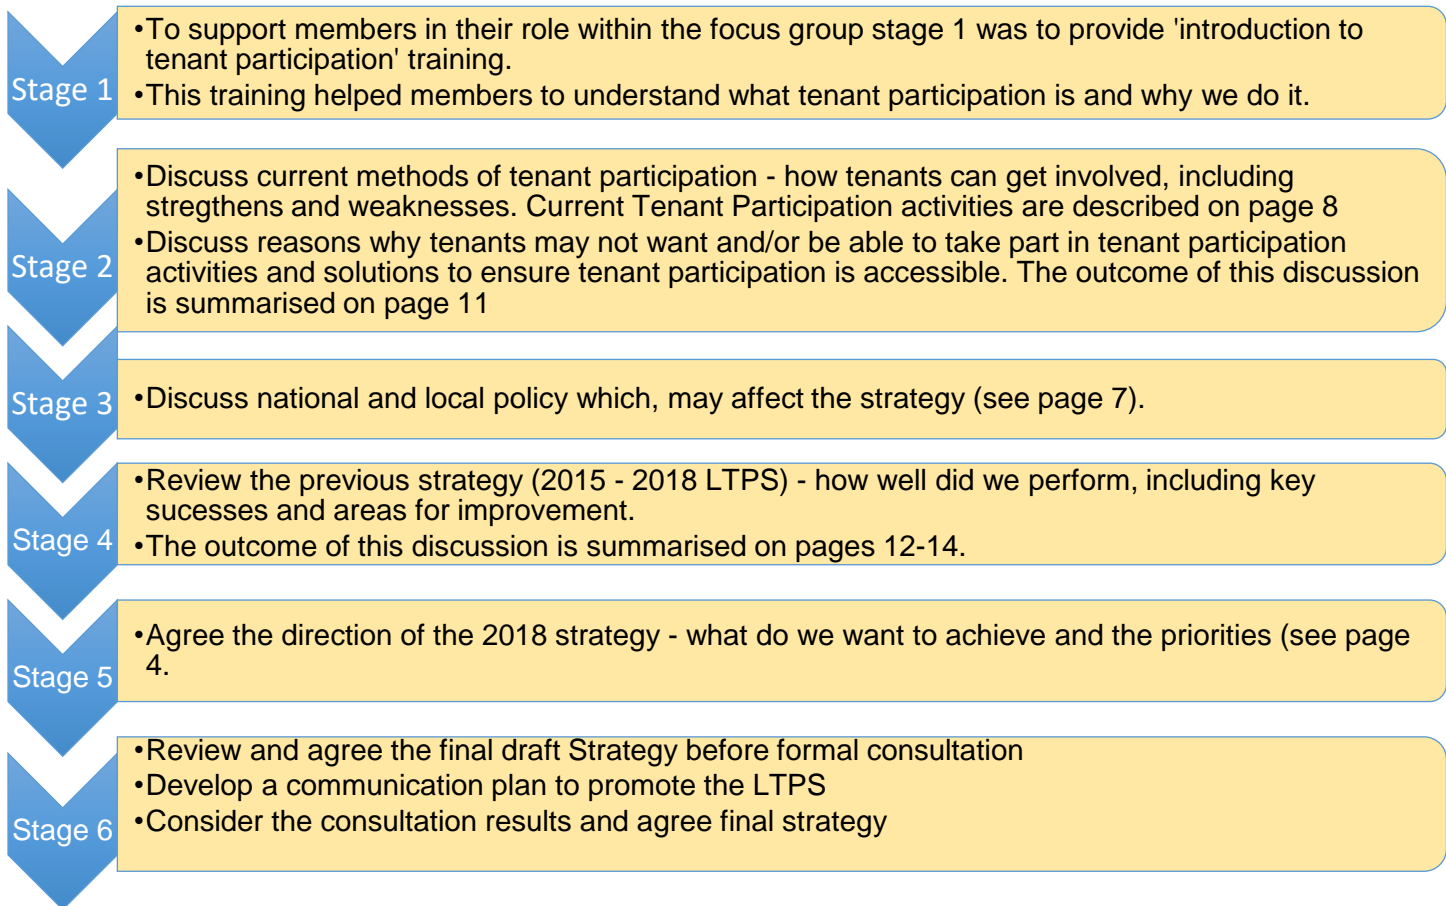 Stage 1
•To support members in their role within the focus group stage 1 was to provide 'introduction to
tenant participation' training.
•This training helped members to understand what tenant participation is and why we do it.
Stage 2
•Discuss current methods of tenant participation - how tenants can get involved, including
stregthens and weaknesses. Current Tenant Participation activities are described on page 8
•Discuss reasons why tenants may not want and/or be able to take part in tenant participation
activities and solutions to ensure tenant participation is accessible. The outcome of this discussion
is summarised on page 11
Stage 3
•Discuss national and local policy which, may affect the strategy (see page 7).
Stage 4
•Review the previous strategy (2015 - 2018 LTPS) - how well did we perform, including key
sucesses and areas for improvement.
•The outcome of this discussion is summarised on pages 12-14.
Stage 5
•Agree the direction of the 2018 strategy - what do we want to achieve and the priorities (see page
4.
Stage 6
•Review and agree the final draft Strategy before formal consultation
•Develop a communication plan to promote the LTPS
•Consider the consultation results and agree final strategy